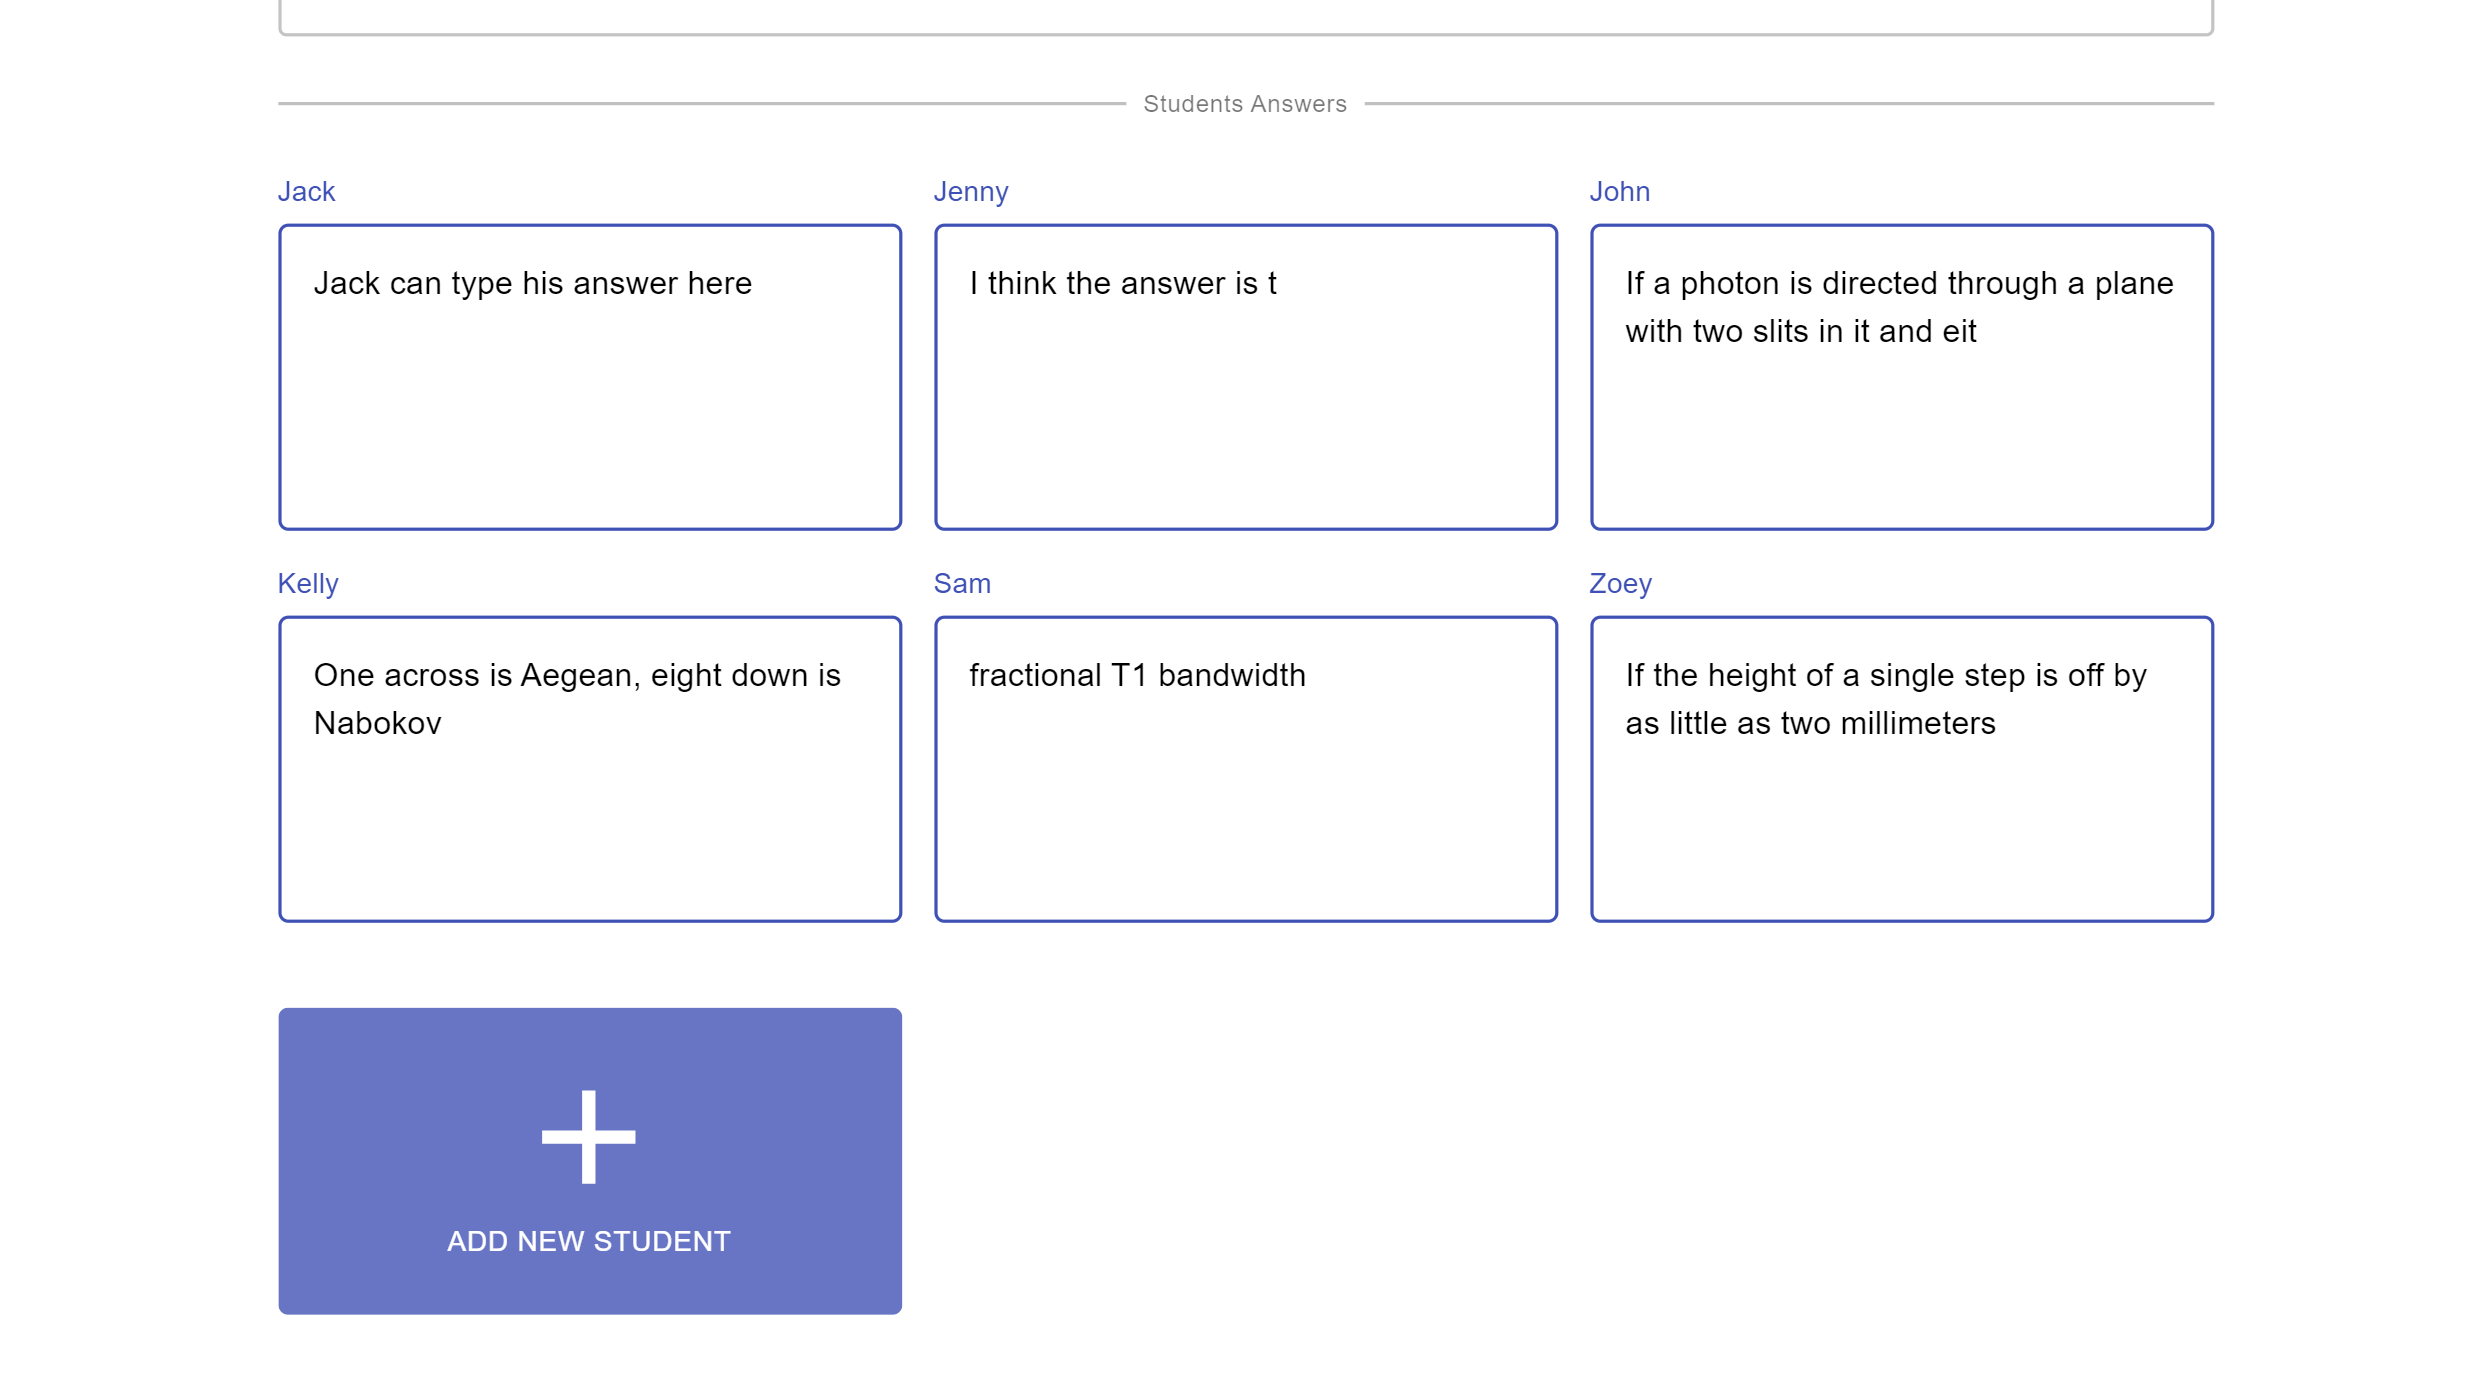 Students Answers
Jack
Jenny
John
Jack can type his answer here
I think the answer is t
If a photon is directed through a plane
with two slits in it and eit
Kelly
Sam
Zoey
One across is Aegean, eight down is
Nabokov
fractional T1 bandwidth
If the height of a single step is off by
as little as two millimeters
ADD NEW STUDENT